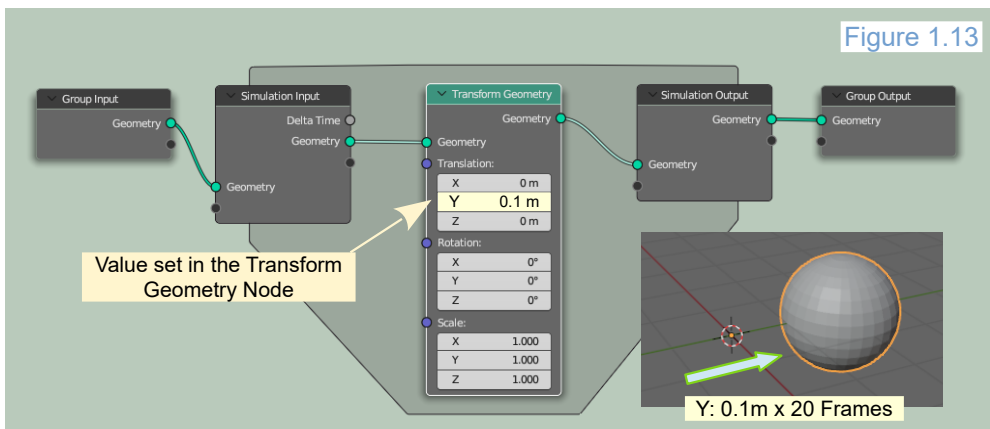 Figure 1.13
Group Input
Geometry
Simulation Input
Delta Time
Geometry
Geometry
Transform Geometry
Geometry
Geometry
Translation:
X 0 m
Y 0.1 m
Z 0 m
Rotation:
X 0°
Y 0°
Z 0°
Scale:
X 1.000
Y 1.000
Z 1.000
Simulation Output
Geometry
Geometry
Group Output
Geometry
Value set in the Transform
Geometry Node
Y: 0.1m x 20 Frames